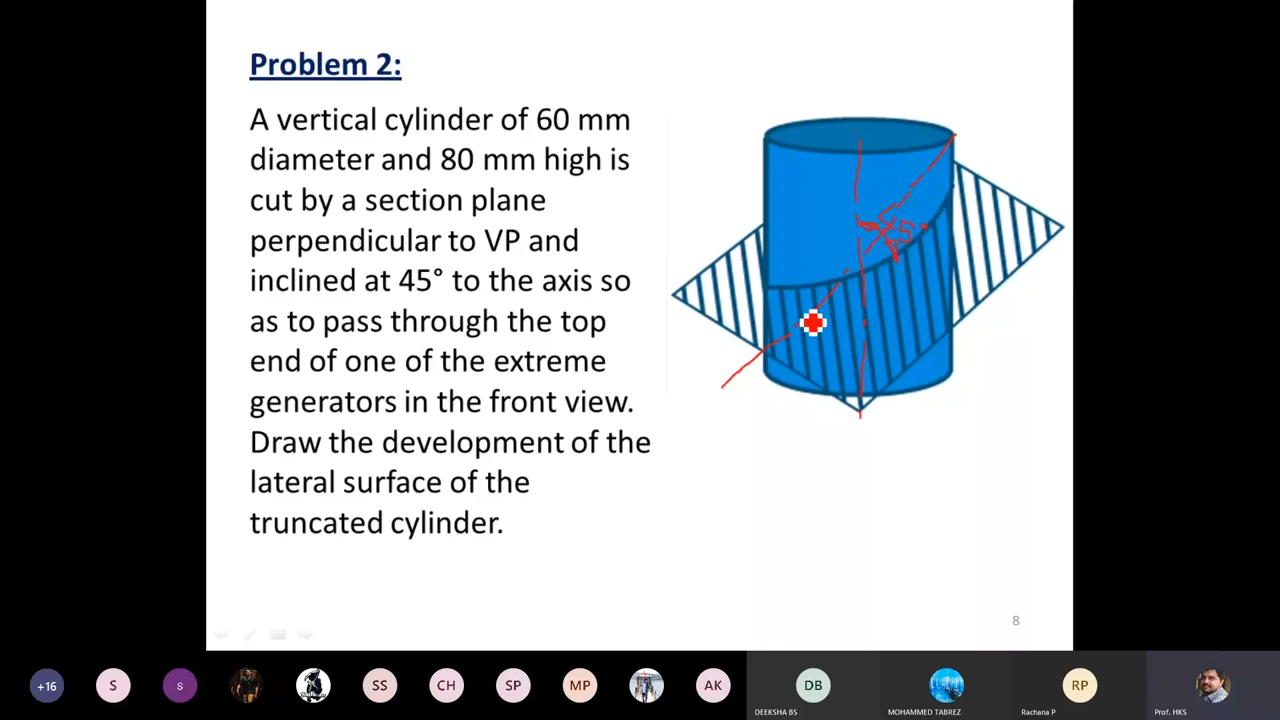 Problem 2:
A vertical cylinder of 60 mm
diameter and 80 mm high is
cut by a section plane
perpendicular to VP and
inclined at 45° to the axis so
as to pass through the top
end of one of the extreme
generators in the front view.
Draw the development of the
lateral surface of the
truncated cylinder.
45°
8
+16
S
s
SS
CH
SP
MP
AK
DB
RP
DEEKSHA BS
MOHAMMED TABREZ
Rachana P
Prof. HKS